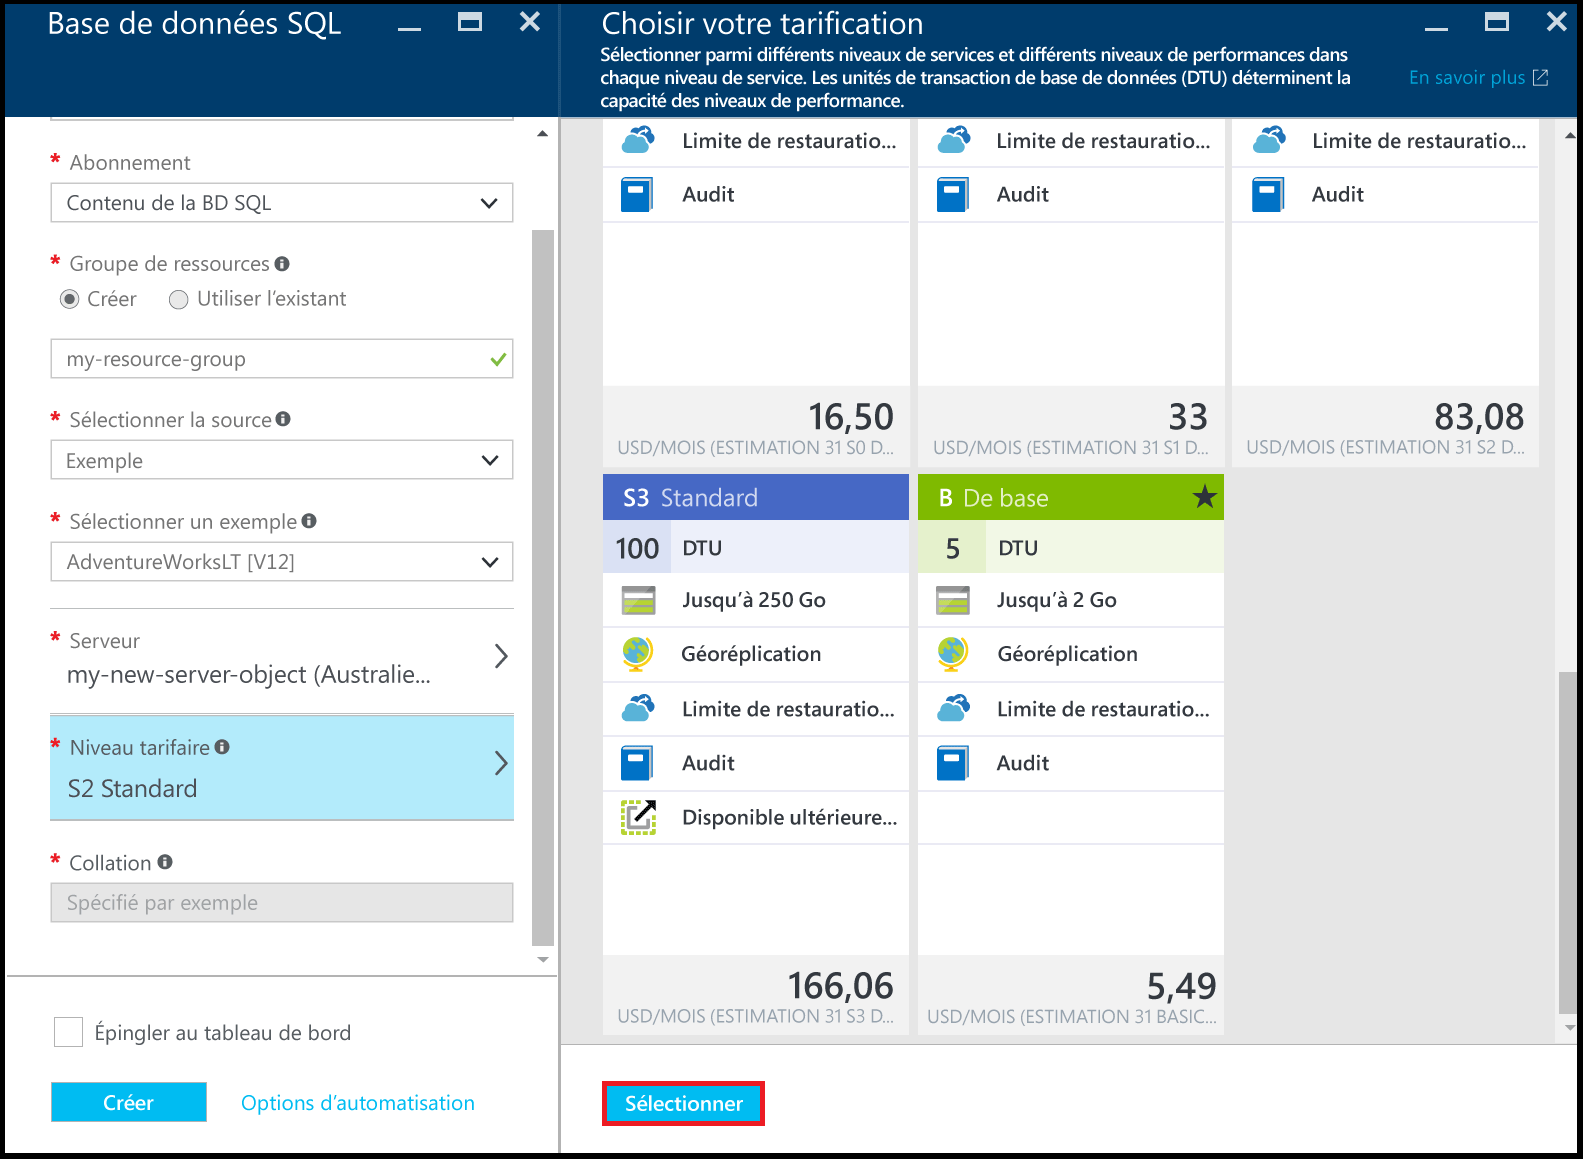 Base de données SQL
* Abonnement
Contenu de la BD SQL
* Groupe de ressources
Créer
Utiliser l’existant
my-resource-group
* Sélectionner la source
Exemple
* Sélectionner un exemple
AdventureWorksLT [V12]
* Serveur
my-new-server-object (Australie...
* Niveau tarifaire
S2 Standard
* Collation
Spécifié par exemple
Épingler au tableau de bord
Créer
Options d’automatisation
Choisir votre tarification
Sélectionner parmi différents niveaux de services et différents niveaux de performances dans
chaque niveau de service. Les unités de transaction de base de données (DTU) déterminent la
capacité des niveaux de performance.
En savoir plus
Limite de restauratio...
Audit
16,50
USD/MOIS (ESTIMATION 31 S0 D...
Limite de restauratio...
Audit
33
USD/MOIS (ESTIMATION 31 S1 D...
Limite de restauratio...
Audit
83,08
USD/MOIS (ESTIMATION 31 S2 D...
S3 Standard
100 DTU
Jusqu’à 250 Go
Géoréplication
Limite de restauratio...
Audit
Disponible ultérieure...
166,06
USD/MOIS (ESTIMATION 31 S3 D...
B De base
5 DTU
Jusqu’à 2 Go
Géoréplication
Limite de restauratio...
Audit
5,49
USD/MOIS (ESTIMATION 31 BASIC...
Sélectionner